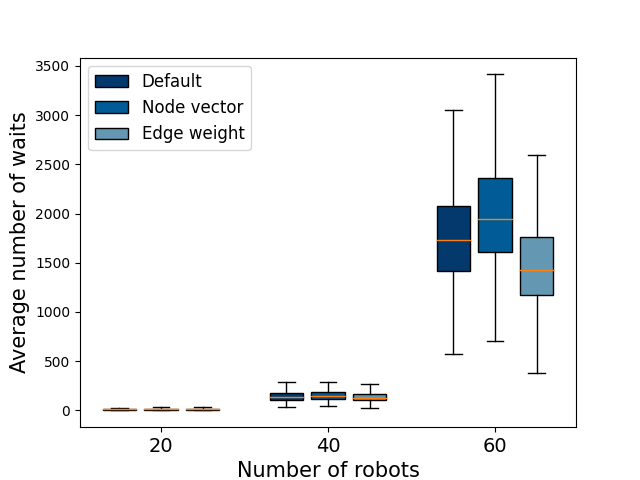 Default
Node vector
Edge weight
3500
3000
2500
2000
1500
1000
500
0
Average number of waits
20 40 60
Number of robots